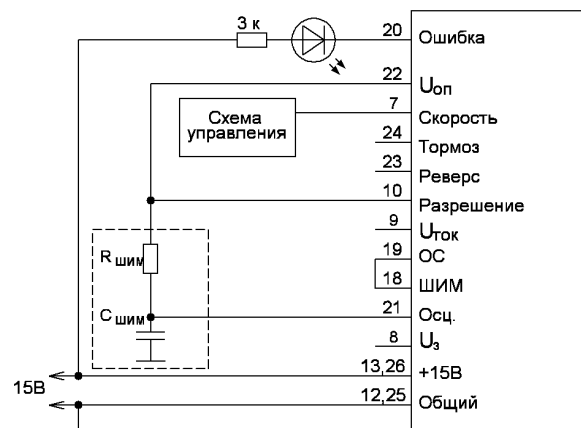 3 к
20 Ошибка
22 Uоп
7 Скорость
Схема
управления
24 Тормоз
23 Реверс
10 Разрешение
9 Uток
19 ОС
Rшим
18 ШИМ
Cшим
21 Осц.
8 Uз
13,26 +15В
15В
12,25 Общий